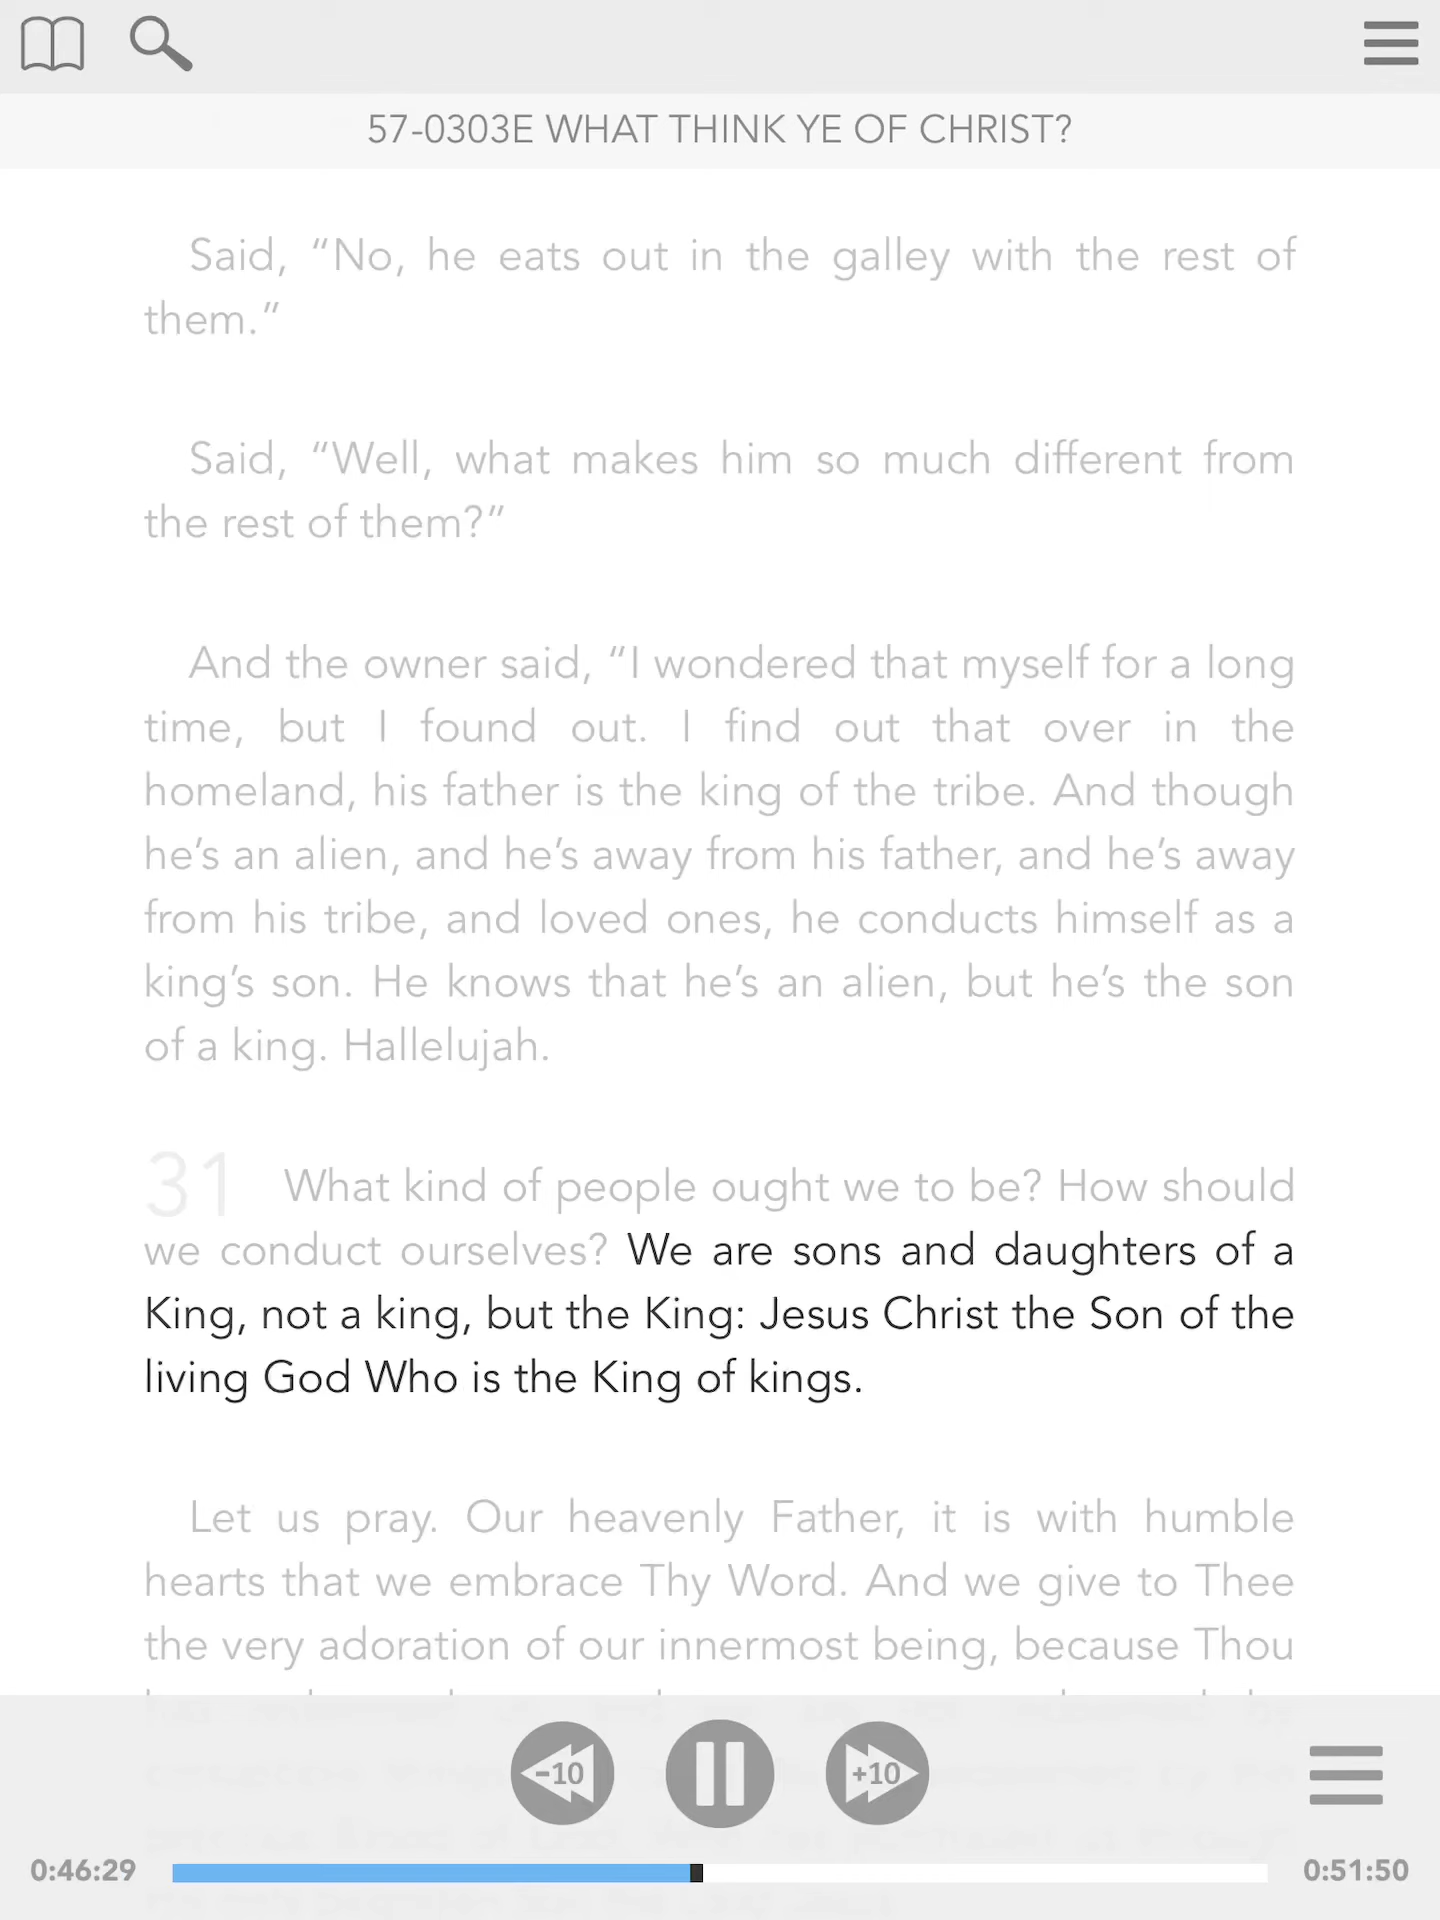 57-0303E WHAT THINK YE OF CHRIST?
Said, “No, he eats out in the galley with the rest of
them.”
Said, “Well, what makes him so much different from
the rest of them?”
And the owner said, “I wondered that myself for a long
time, but I found out. I find out that over in the
homeland, his father is the king of the tribe. And though
he’s an alien, and he’s away from his father, and he’s away
from his tribe, and loved ones, he conducts himself as a
king’s son. He knows that he’s an alien, but he’s the son
of a king. Hallelujah.
31 What kind of people ought we to be? How should
we conduct ourselves? We are sons and daughters of a
King, not a king, but the King: Jesus Christ the Son of the
living God Who is the King of kings.
Let us pray. Our heavenly Father, it is with humble
hearts that we embrace Thy Word. And we give to Thee
the very adoration of our innermost being, because Thou
-10 +10
0:46:29 0:51:50